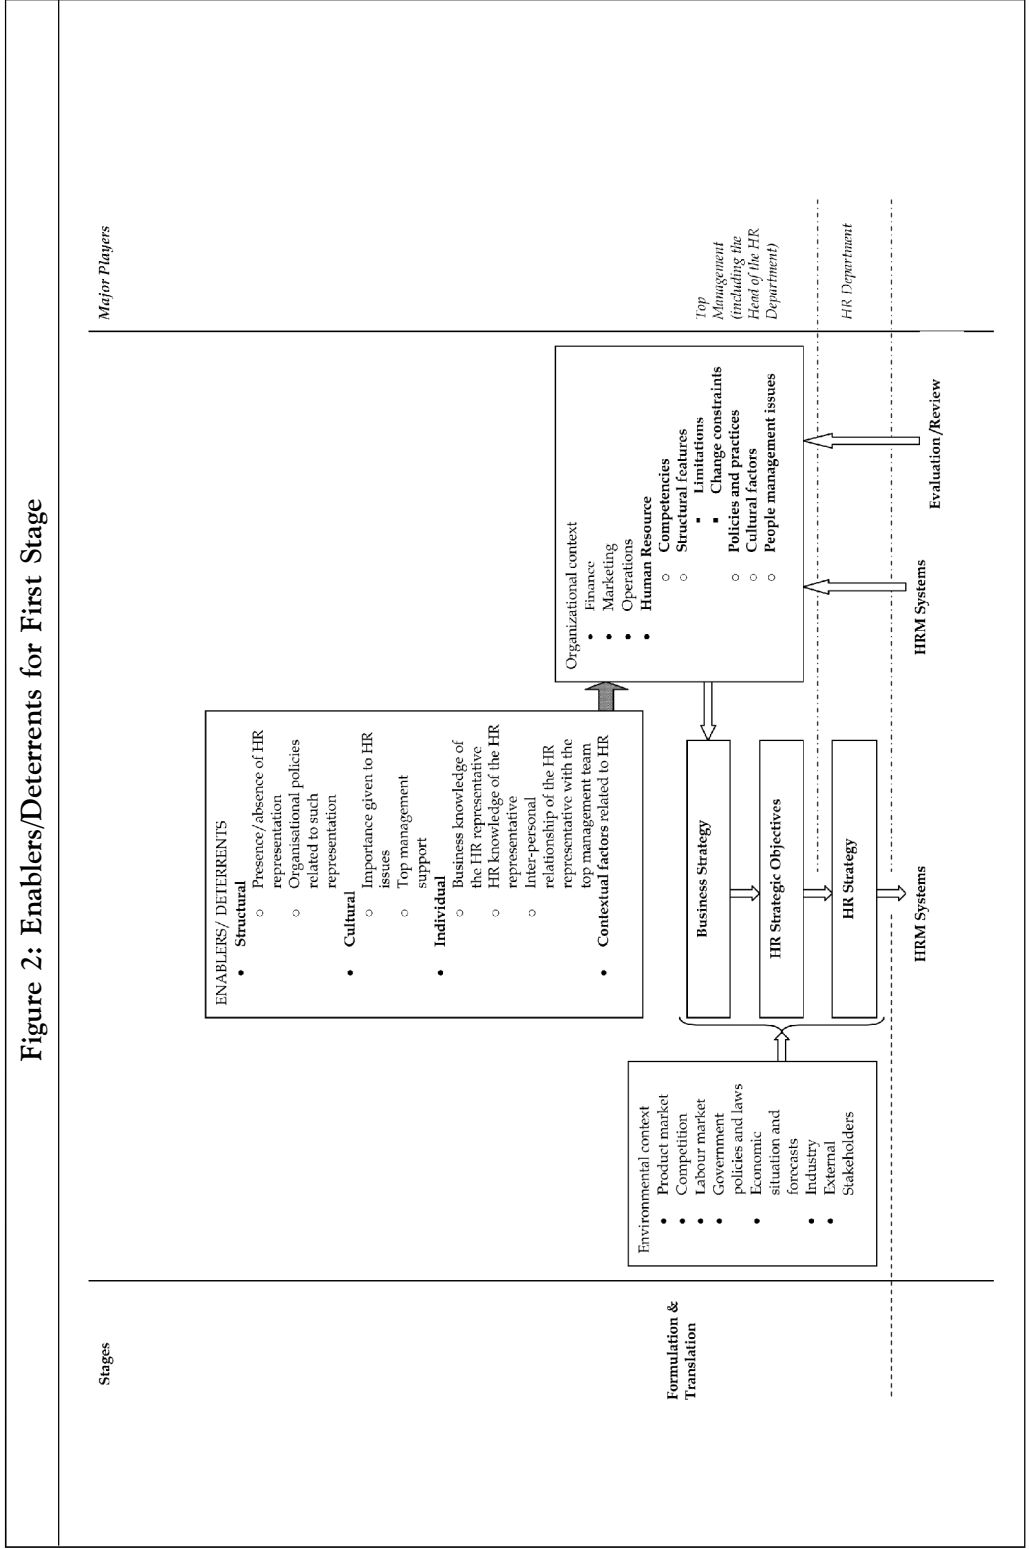 Figure 2: Enablers/Deterrents for First Stage
Stages
Major Players
ENABLERS/ DETERRENTS
• Structural
○ Presence/absence of HR
representation
○ Organisational policies
related to such
representation
• Cultural
○ Importance given to HR
issues
○ Top management
support
• Individual
○ Business knowledge of
the HR representative
○ HR knowledge of the HR
representative
○ Inter-personal
relationship of the HR
representative with the
top management team
• Contextual factors related to HR
Formulation &
Translation
Environmental context
• Product market
• Competition
• Labour market
• Government
policies and laws
• Economic
situation and
forecasts
• Industry
• External
Stakeholders
Business Strategy
HR Strategic Objectives
HR Strategy
Organizational context
• Finance
• Marketing
• Operations
• Human Resource
○ Competencies
○ Structural features
▪ Limitations
▪ Change constraints
○ Policies and practices
○ Cultural factors
○ People management issues
Top
Management
(including the
Head of the HR
Department)
HR Department
HRM Systems
HRM Systems
Evaluation/Review